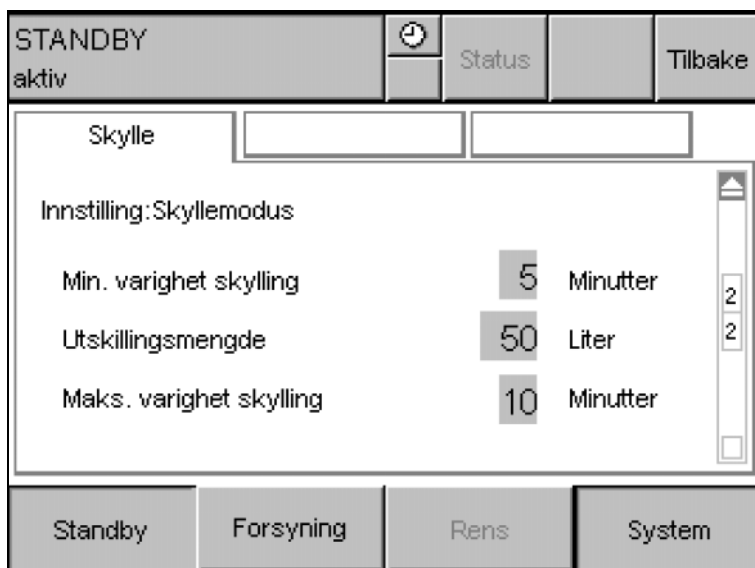 STANDBY
aktiv
Status
Tilbake
Skylle
Innstilling:Skyllemodus
Min. varighet skylling 5 Minutter
Utskillingsmengde 50 Liter
Maks. varighet skylling 10 Minutter
2
2
Standby Forsyning Rens System